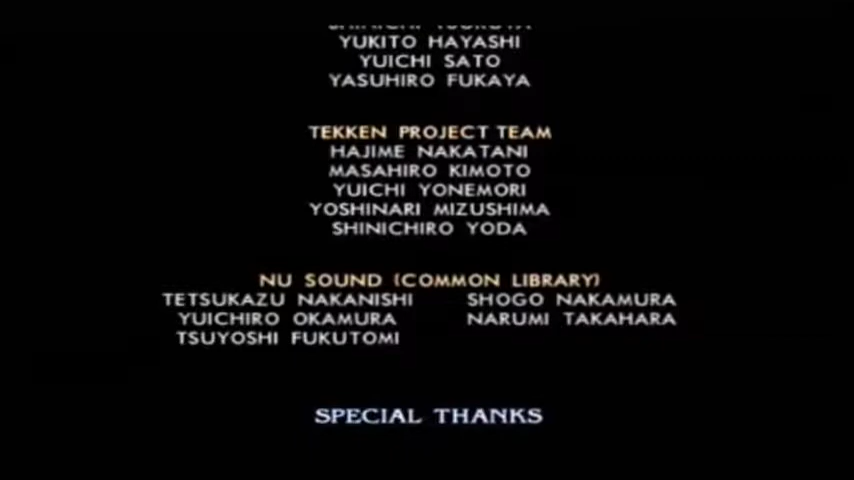 YUKITO HAYASHI
YUICHI SATO
YASUHIRO FUKAYA
TEKKEN PROJECT TEAM
HAJIME NAKATANI
MASAHIRO KIMOTO
YUICHI YONEMORI
YOSHINARI MIZUSHIMA
SHINICHIRO YODA
NU SOUND (COMMON LIBRARY)
TETSUKAZU NAKANISHI SHOGO NAKAMURA
YUICHIRO OKAMURA NARUMI TAKAHARA
TSUYOSHI FUKUTOMI
SPECIAL THANKS